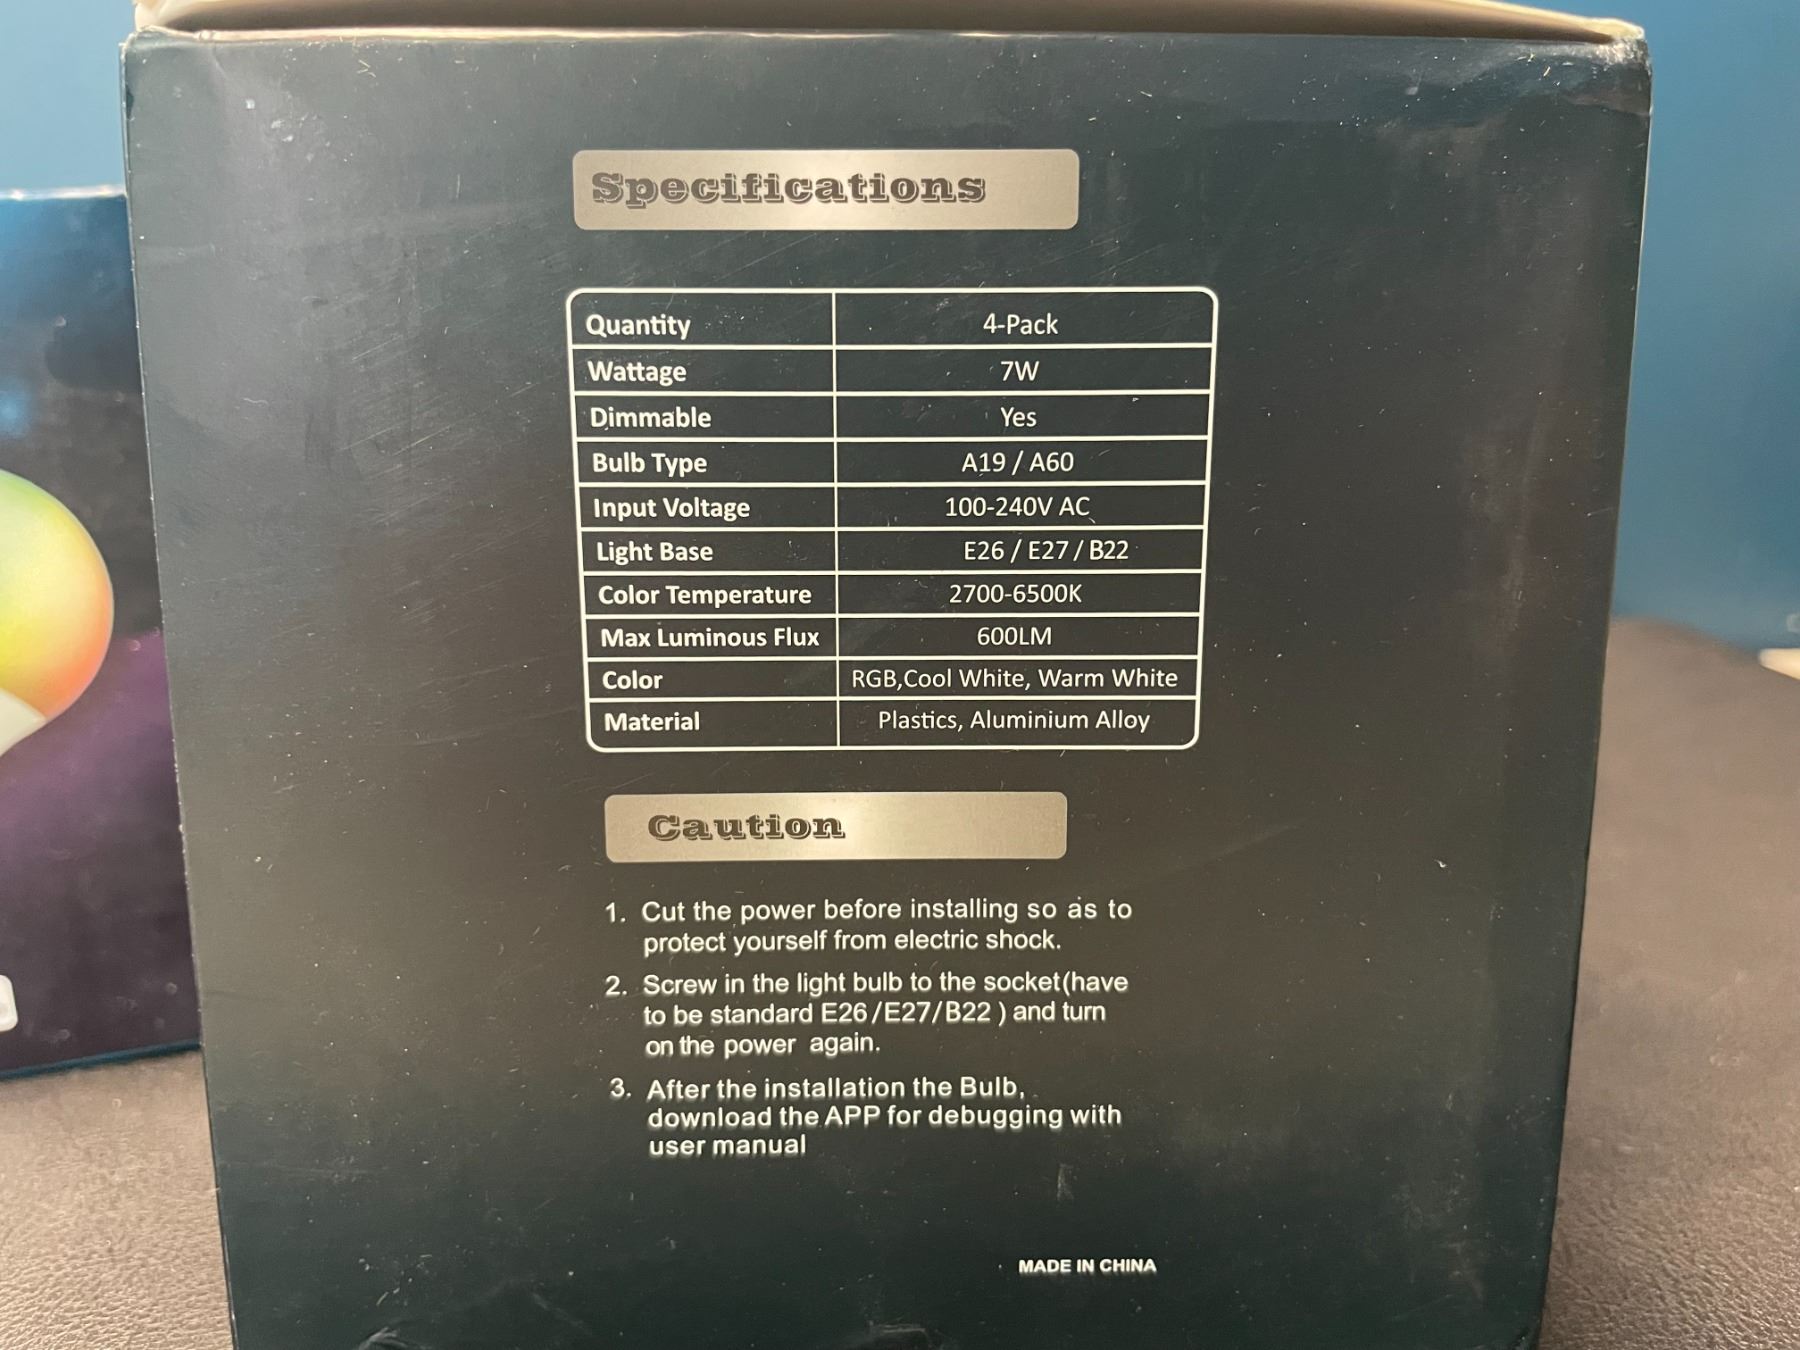 Specifications
Quantity 4-Pack
Wattage 7W
Dimmable Yes
Bulb Type A19 / A60
Input Voltage 100-240V AC
Light Base E26 / E27 / B22
Color Temperature 2700-6500K
Max Luminous Flux 600LM
Color RGB,Cool White, Warm White
Material Plastics, Aluminium Alloy
Caution
1. Cut the power before installing so as to
protect yourself from electric shock.
2. Screw in the light bulb to the socket(have
to be standard E26/E27/B22 ) and turn
on the power again.
3. After the installation the Bulb,
download the APP for debugging with
user manual
MADE IN CHINA